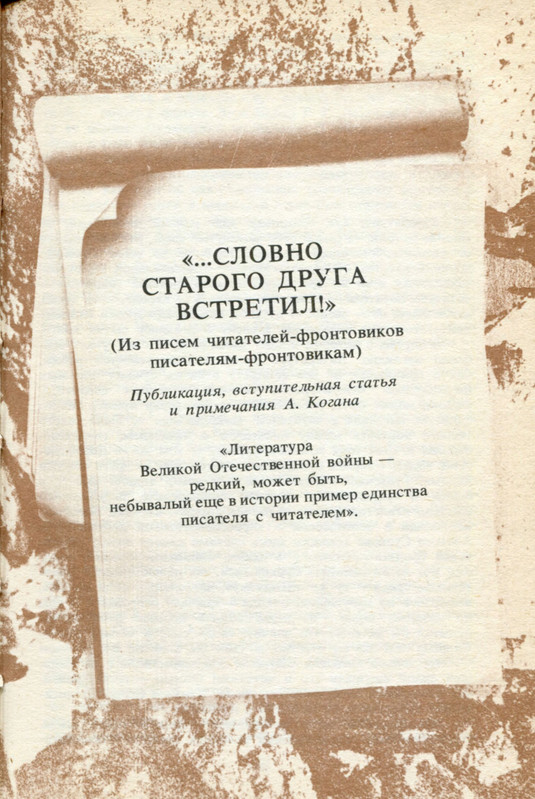 «...СЛОВНО
СТАРОГО ДРУГА
ВСТРЕТИЛ!»
(Из писем читателей-фронтовиков
писателям-фронтовикам)
Публикация, вступительная статья
и примечания А. Когана
«Литература
Великой Отечественной войны —
редкий, может быть,
небывалый еще в истории пример единства
писателя с читателем».